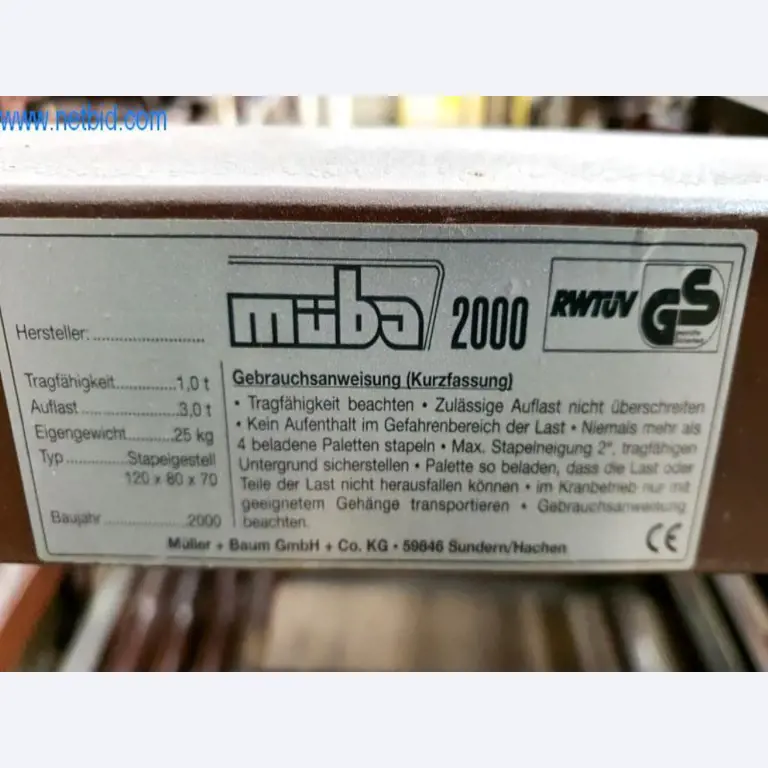 www.netbid.com
müba 2000
RWTÜV GS
geprüfte
Sicherheit
Hersteller:............................
Tragfähigkeit...............1,0 t
Auflast........................3,0 t
Eigengewicht............25 kg
Typ...............Stapelgestell
120 x 80 x 70
Baujahr.....................2000
Gebrauchsanweisung (Kurzfassung)
• Tragfähigkeit beachten • Zulässige Auflast nicht überschreiten
• Kein Aufenthalt im Gefahrenbereich der Last • Niemals mehr als
4 beladene Paletten stapeln • Max. Stapelneigung 2°, tragfähigen
Untergrund sicherstellen • Palette so beladen, dass die Last oder
Teile der Last nicht herausfallen können • im Kranbetrieb nur mit
geeignetem Gehänge transportieren • Gebrauchsanweisung
beachten.
Müller + Baum GmbH + Co. KG • 59846 Sundern/Hachen
CE